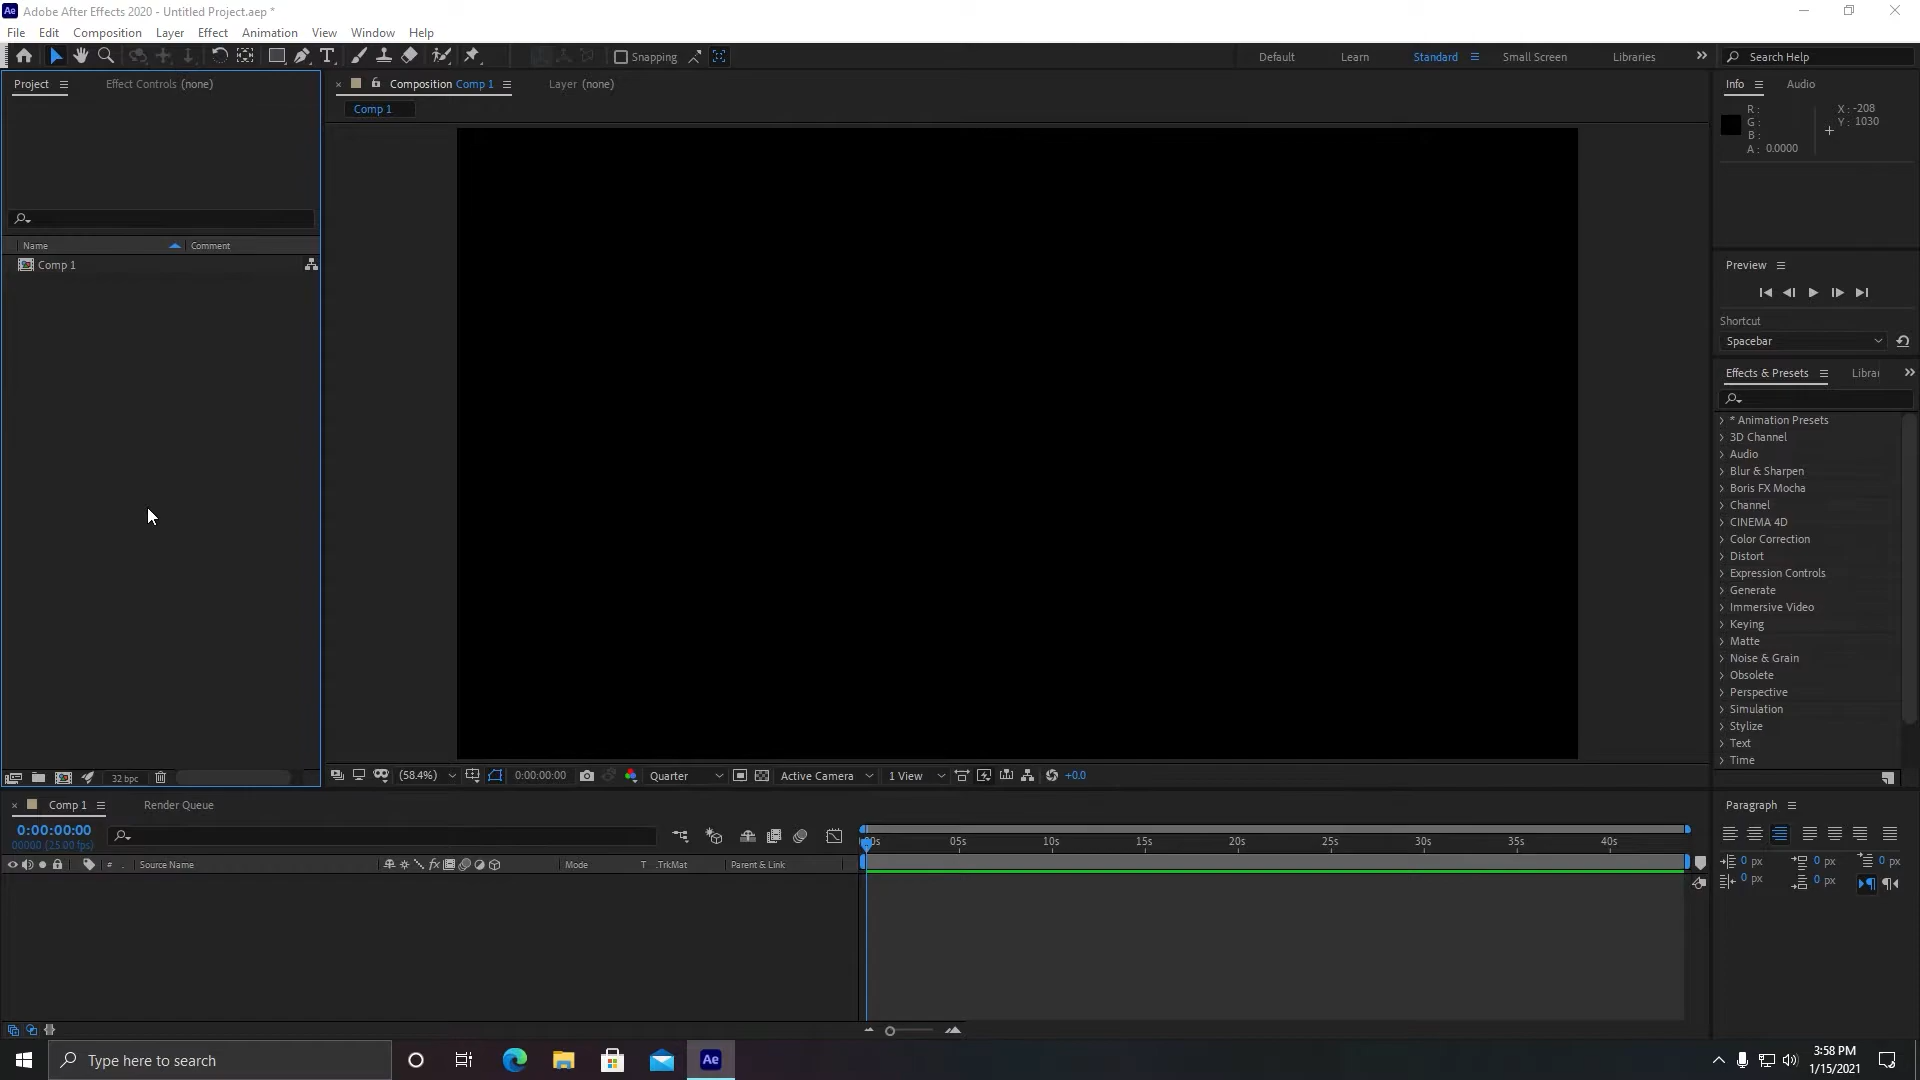 Ae Adobe After Effects 2020 - Untitled Project.aep *
File Edit Composition Layer Effect Animation View Window Help
T Snapping Default Learn Standard Small Screen Libraries Search Help
Project Effect Controls (none) Composition Comp 1 Layer (none) Info Audio
Comp 1
R :
G :
B :
A : 0.0000
X : -208
Y : 1030
Name Comment
Comp 1
Preview
Shortcut
Spacebar
Effects & Presets Librai
* Animation Presets
3D Channel
Audio
Blur & Sharpen
Boris FX Mocha
Channel
CINEMA 4D
Color Correction
Distort
Expression Controls
Generate
Immersive Video
Keying
Matte
Noise & Grain
Obsolete
Perspective
Simulation
Stylize
Text
Time
32 bpc (58.4%) 0:00:00:00 Quarter Active Camera 1 View +0.0
Comp 1 Render Queue Paragraph
0:00:00:00
00000 (25.00 fps)
05s 10s 15s 20s 25s 30s 35s 40s
# . Source Name fx Mode T .TrkMat Parent & Link
0 px 0 px 0 px
0 px 0 px
Type here to search Ae
3:58 PM
1/15/2021